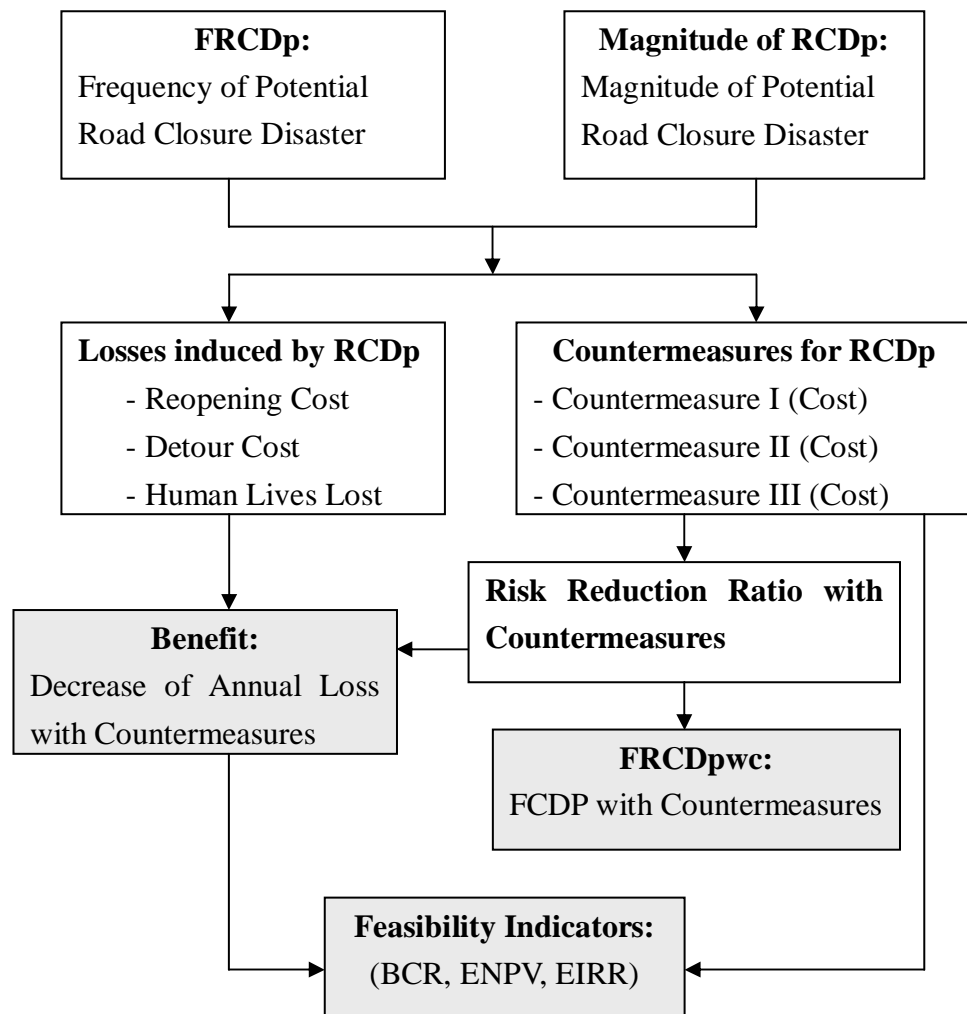 FRCDp:
Frequency of Potential
Road Closure Disaster
Magnitude of RCDp:
Magnitude of Potential
Road Closure Disaster
Losses induced by RCDp
- Reopening Cost
- Detour Cost
- Human Lives Lost
Countermeasures for RCDp
- Countermeasure I (Cost)
- Countermeasure II (Cost)
- Countermeasure III (Cost)
Risk Reduction Ratio with
Countermeasures
Benefit:
Decrease of Annual Loss
with Countermeasures
FRCDpwc:
FCDP with Countermeasures
Feasibility Indicators:
(BCR, ENPV, EIRR)